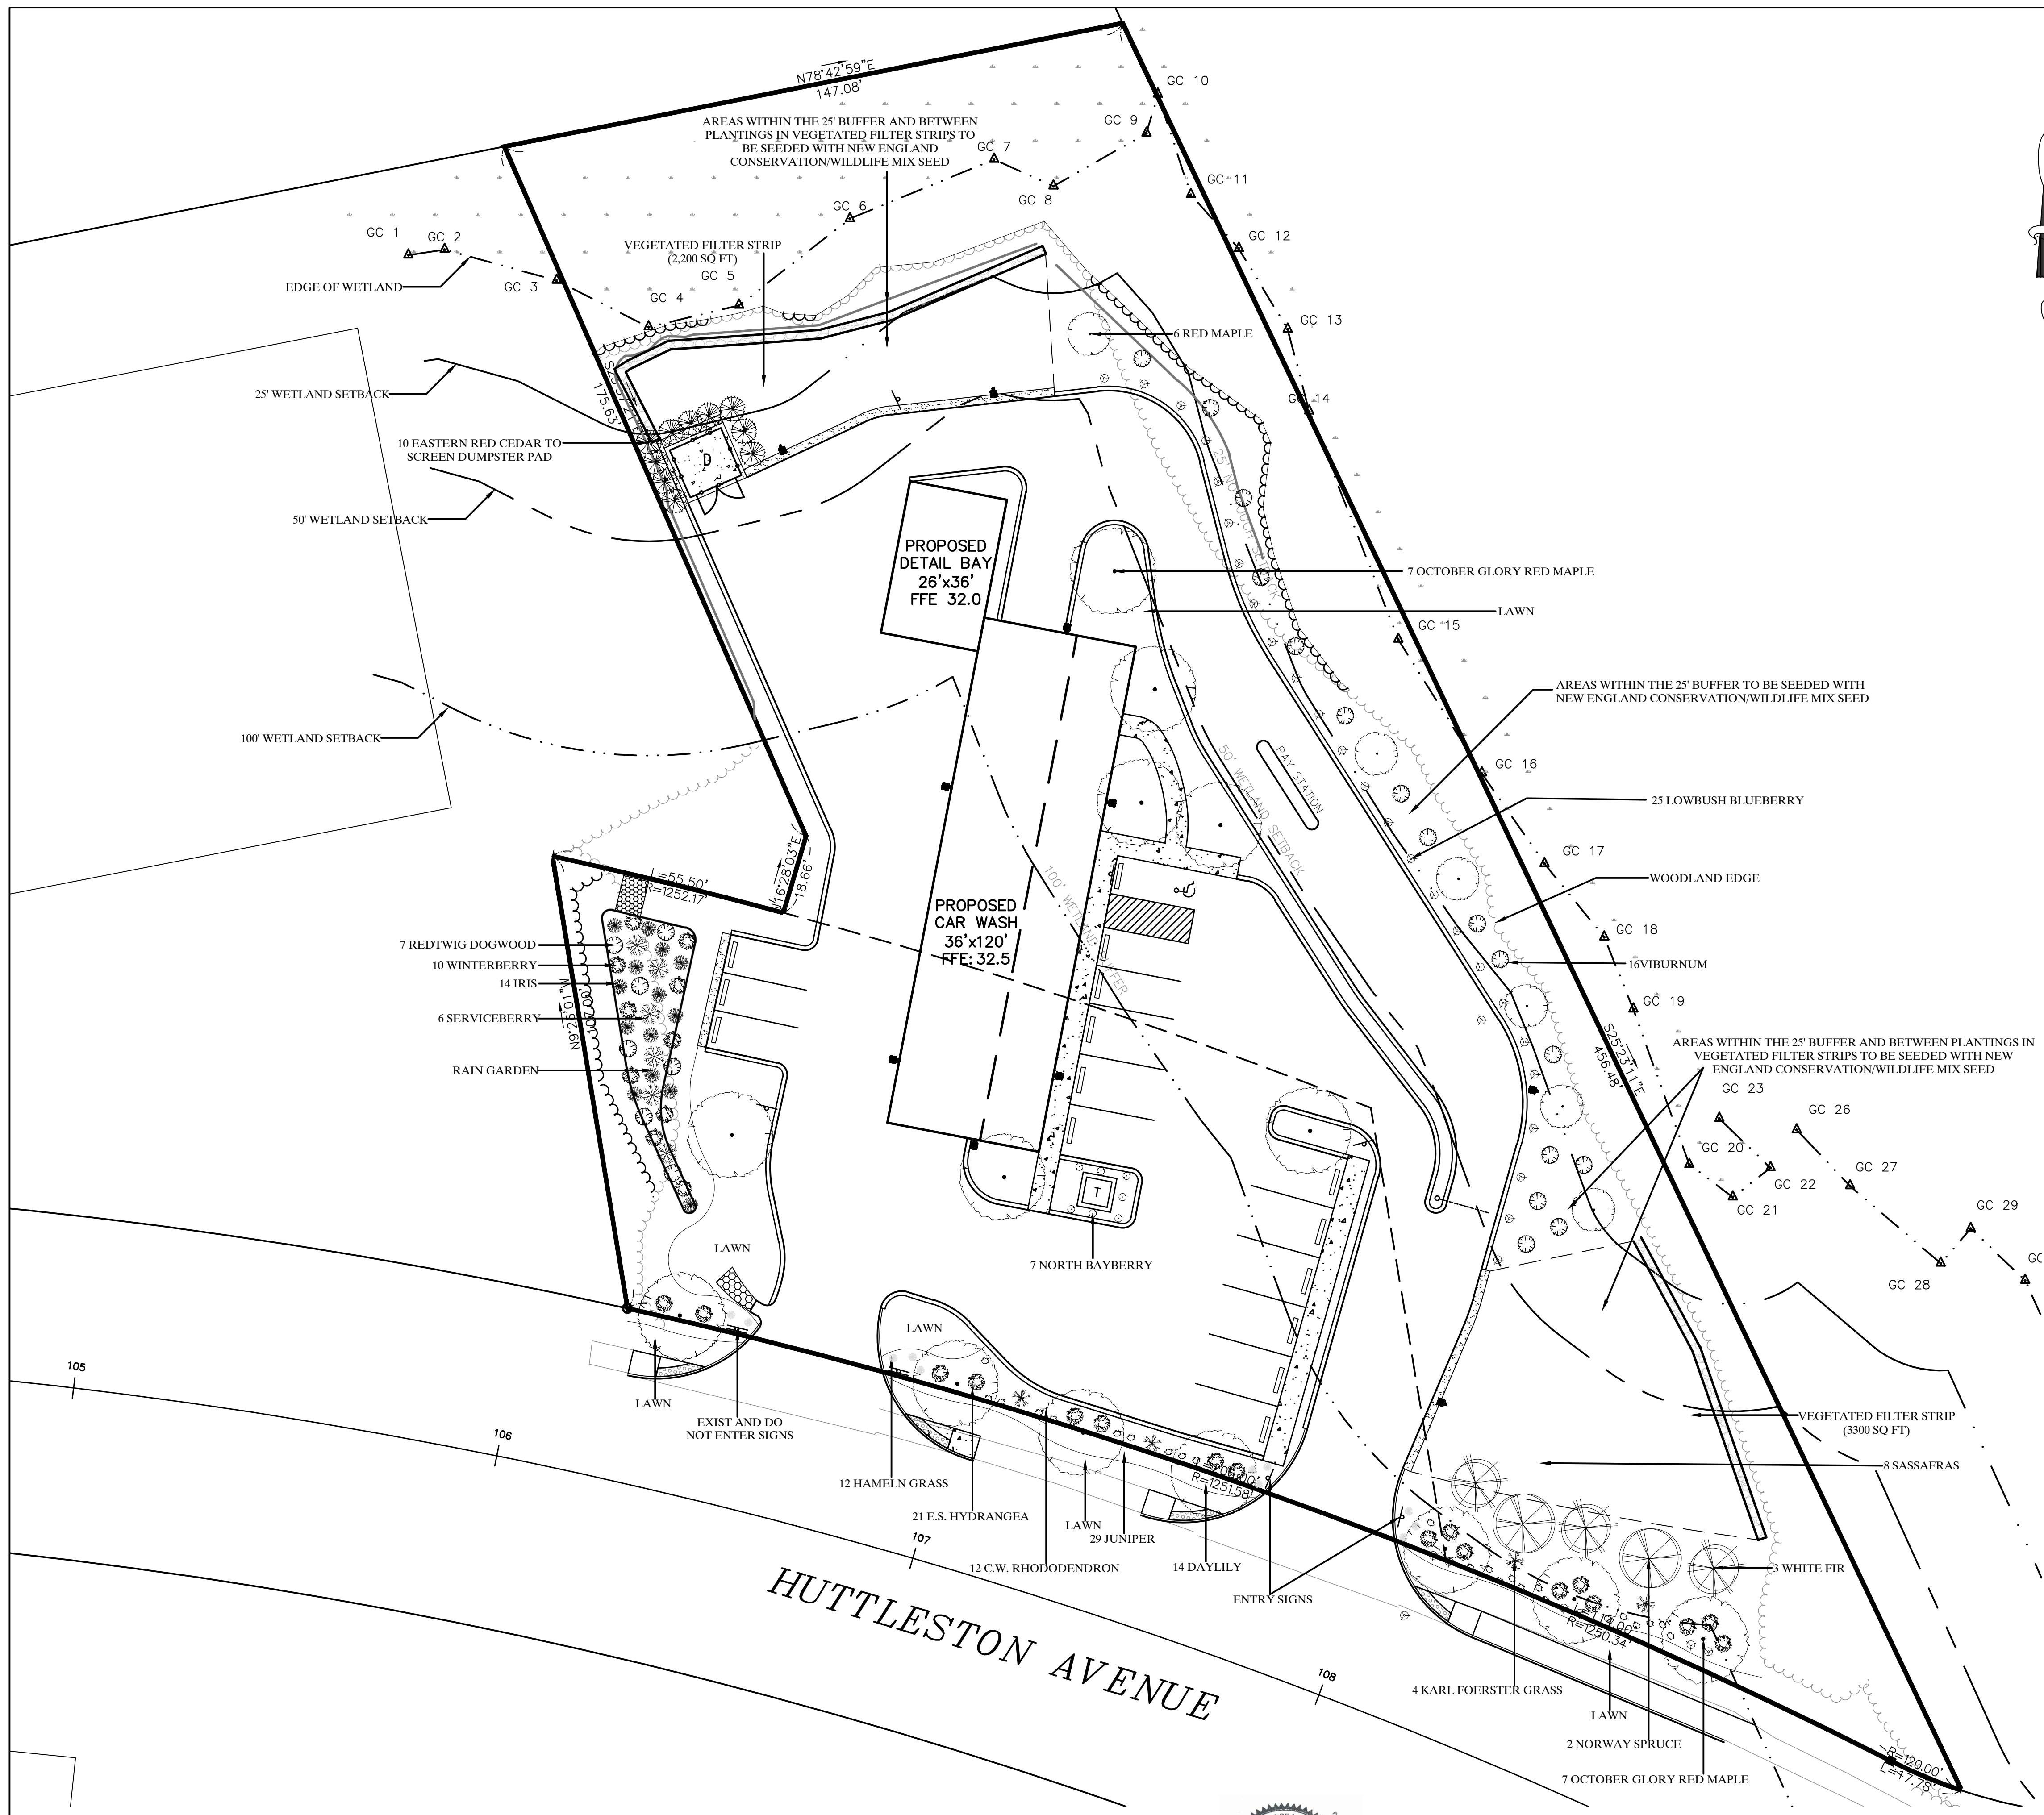 N78°42'59"E
147.08'
GC 10
AREAS WITHIN THE 25' BUFFER AND BETWEEN
PLANTINGS IN VEGETATED FILTER STRIPS TO
BE SEEDED WITH NEW ENGLAND
CONSERVATION/WILDLIFE MIX SEED
GC 9
GC 7
GC 8
GC 11
GC 6
GC 1
GC 2
GC 12
VEGETATED FILTER STRIP
(2,200 SQ FT)
GC 5
EDGE OF WETLAND
GC 3
GC 4
GC 13
6 RED MAPLE
175.63'
25' WETLAND SETBACK
GC 14
10 EASTERN RED CEDAR TO
SCREEN DUMPSTER PAD
D
50' WETLAND SETBACK
PROPOSED
DETAIL BAY
26'x36'
FFE 32.0
7 OCTOBER GLORY RED MAPLE
LAWN
GC 15
AREAS WITHIN THE 25' BUFFER TO BE SEEDED WITH
NEW ENGLAND CONSERVATION/WILDLIFE MIX SEED
100' WETLAND SETBACK
50' WETLAND SETBACK
PAY STATION
GC 16
25 LOWBUSH BLUEBERRY
GC 17
L=55.50'
R=1252.17'
N16°28'03"E
18.66'
WOODLAND EDGE
PROPOSED
CAR WASH
36'x120'
FFE: 32.5
7 REDTWIG DOGWOOD
10 WINTERBERRY
14 IRIS
6 SERVICEBERRY
RAIN GARDEN
107.00'
GC 18
16VIBURNUM
GC 19
S25°23'11"E
456.48'
AREAS WITHIN THE 25' BUFFER AND BETWEEN PLANTINGS IN
VEGETATED FILTER STRIPS TO BE SEEDED WITH NEW
ENGLAND CONSERVATION/WILDLIFE MIX SEED
GC 23
GC 26
GC 20
GC 22
GC 27
GC 21
T
GC 29
LAWN
7 NORTH BAYBERRY
GC 28
GC
LAWN
105
LAWN
EXIST AND DO
NOT ENTER SIGNS
106
VEGETATED FILTER STRIP
(3300 SQ FT)
8 SASSAFRAS
12 HAMELN GRASS
R=1251.58'
21 E.S. HYDRANGEA
LAWN
29 JUNIPER
107
12 C.W. RHODODENDRON
14 DAYLILY
3 WHITE FIR
ENTRY SIGNS
HUTTLESTON AVENUE
R=1250.34'
108
4 KARL FOERSTER GRASS
LAWN
2 NORWAY SPRUCE
7 OCTOBER GLORY RED MAPLE
R=120.00'
L=17.78'